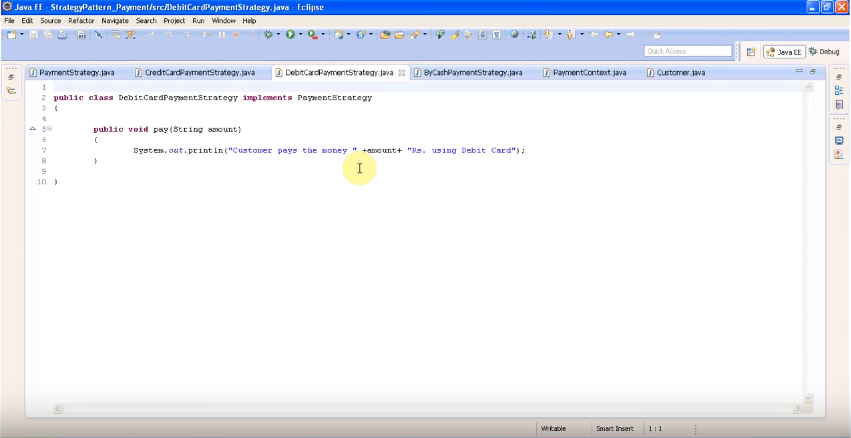 Java EE - StrategyPattern_Payment/src/DebitCardPaymentStrategy.java - Eclipse
File Edit Source Refactor Navigate Search Project Run Window Help
Quick Access Java EE Debug
PaymentStrategy.java CreditCardPaymentStrategy.java DebitCardPaymentStrategy.java ByCashPaymentStrategy.java PaymentContext.java Customer.java
1
2 public class DebitCardPaymentStrategy implements PaymentStrategy
3 {
4
5 public void pay(String amount)
6 {
7 System.out.println("Customer pays the money " +amount+ "Rs. using Debit Card");
8 }
9
10 }
Writable Smart Insert 1 : 1